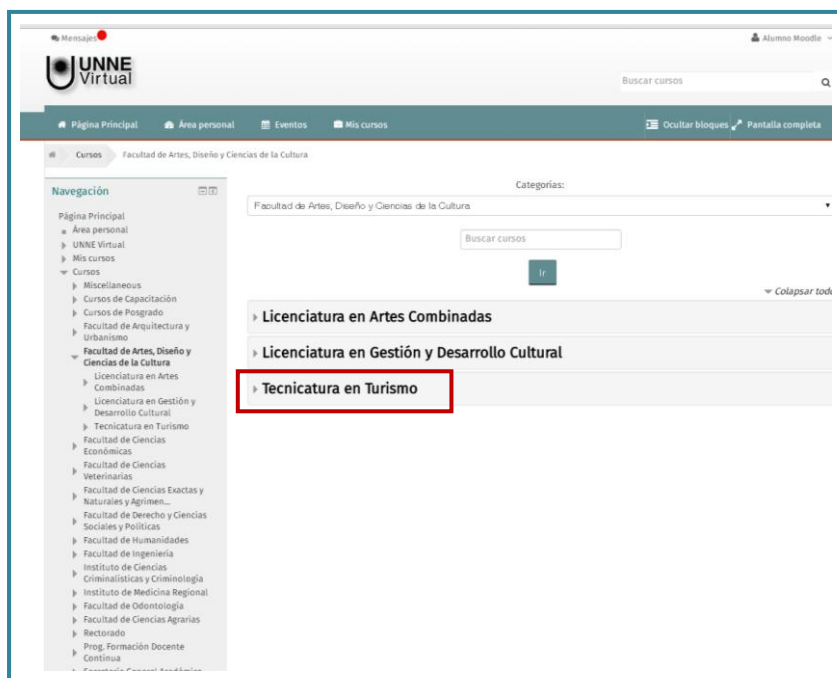 Mensajes
Alumno Moodle
UNNE
Virtual
Buscar cursos
Página Principal
Área personal
Eventos
Mis cursos
Ocultar bloques
Pantalla completa
Cursos
Facultad de Artes, Diseño y Ciencias de la Cultura
Navegación
Página Principal
Área personal
UNNE Virtual
Mis cursos
Cursos
Miscellaneous
Cursos de Capacitación
Cursos de Posgrado
Facultad de Arquitectura y
Urbanismo
Facultad de Artes, Diseño y
Ciencias de la Cultura
Licenciatura en Artes
Combinadas
Licenciatura en Gestión y
Desarrollo Cultural
Tecnicatura en Turismo
Facultad de Ciencias
Económicas
Facultad de Ciencias
Veterinarias
Facultad de Ciencias Exactas y
Naturales y Agrimen...
Facultad de Derecho y Ciencias
Sociales y Políticas
Facultad de Humanidades
Facultad de Ingeniería
Instituto de Ciencias
Criminalísticas y Criminología
Instituto de Medicina Regional
Facultad de Odontología
Facultad de Ciencias Agrarias
Rectorado
Prog. Formación Docente
Continua
Categorías:
Facultad de Artes, Diseño y Ciencias de la Cultura
Buscar cursos
Ir
Colapsar todo
Licenciatura en Artes Combinadas
Licenciatura en Gestión y Desarrollo Cultural
Tecnicatura en Turismo